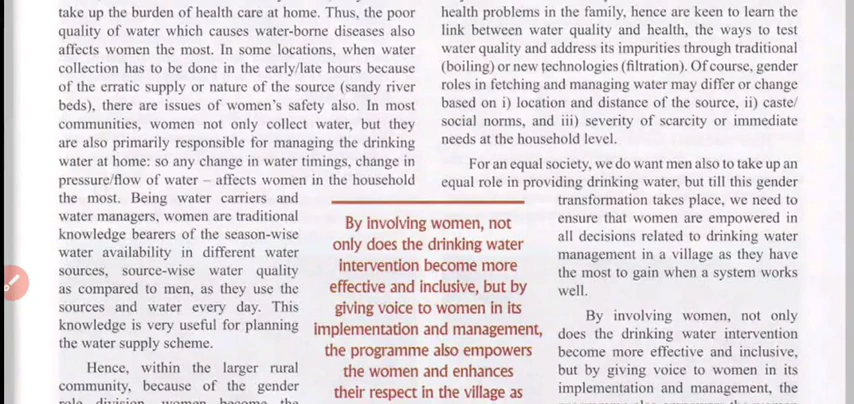 take up the burden of health care at home. Thus, the poor
quality of water which causes water-borne diseases also
affects women the most. In some locations, when water
collection has to be done in the early/late hours because
of the erratic supply or nature of the source (sandy river
beds), there are issues of women's safety also. In most
communities, women not only collect water, but they
are also primarily responsible for managing the drinking
water at home: so any change in water timings, change in
pressure/flow of water – affects women in the household
the most. Being water carriers and
water managers, women are traditional
knowledge bearers of the season-wise
water availability in different water
sources, source-wise water quality
as compared to men, as they use the
sources and water every day. This
knowledge is very useful for planning
the water supply scheme.
Hence, within the larger rural
community, because of the gender
role division, women become the
By involving women, not
only does the drinking water
intervention become more
effective and inclusive, but by
giving voice to women in its
implementation and management,
the programme also empowers
the women and enhances
their respect in the village as
health problems in the family, hence are keen to learn the
link between water quality and health, the ways to test
water quality and address its impurities through traditional
(boiling) or new technologies (filtration). Of course, gender
roles in fetching and managing water may differ or change
based on i) location and distance of the source, ii) caste/
social norms, and iii) severity of scarcity or immediate
needs at the household level.
For an equal society, we do want men also to take up an
equal role in providing drinking water, but till this gender
transformation takes place, we need to
ensure that women are empowered in
all decisions related to drinking water
management in a village as they have
the most to gain when a system works
well.
By involving women, not only
does the drinking water intervention
become more effective and inclusive,
but by giving voice to women in its
implementation and management, the